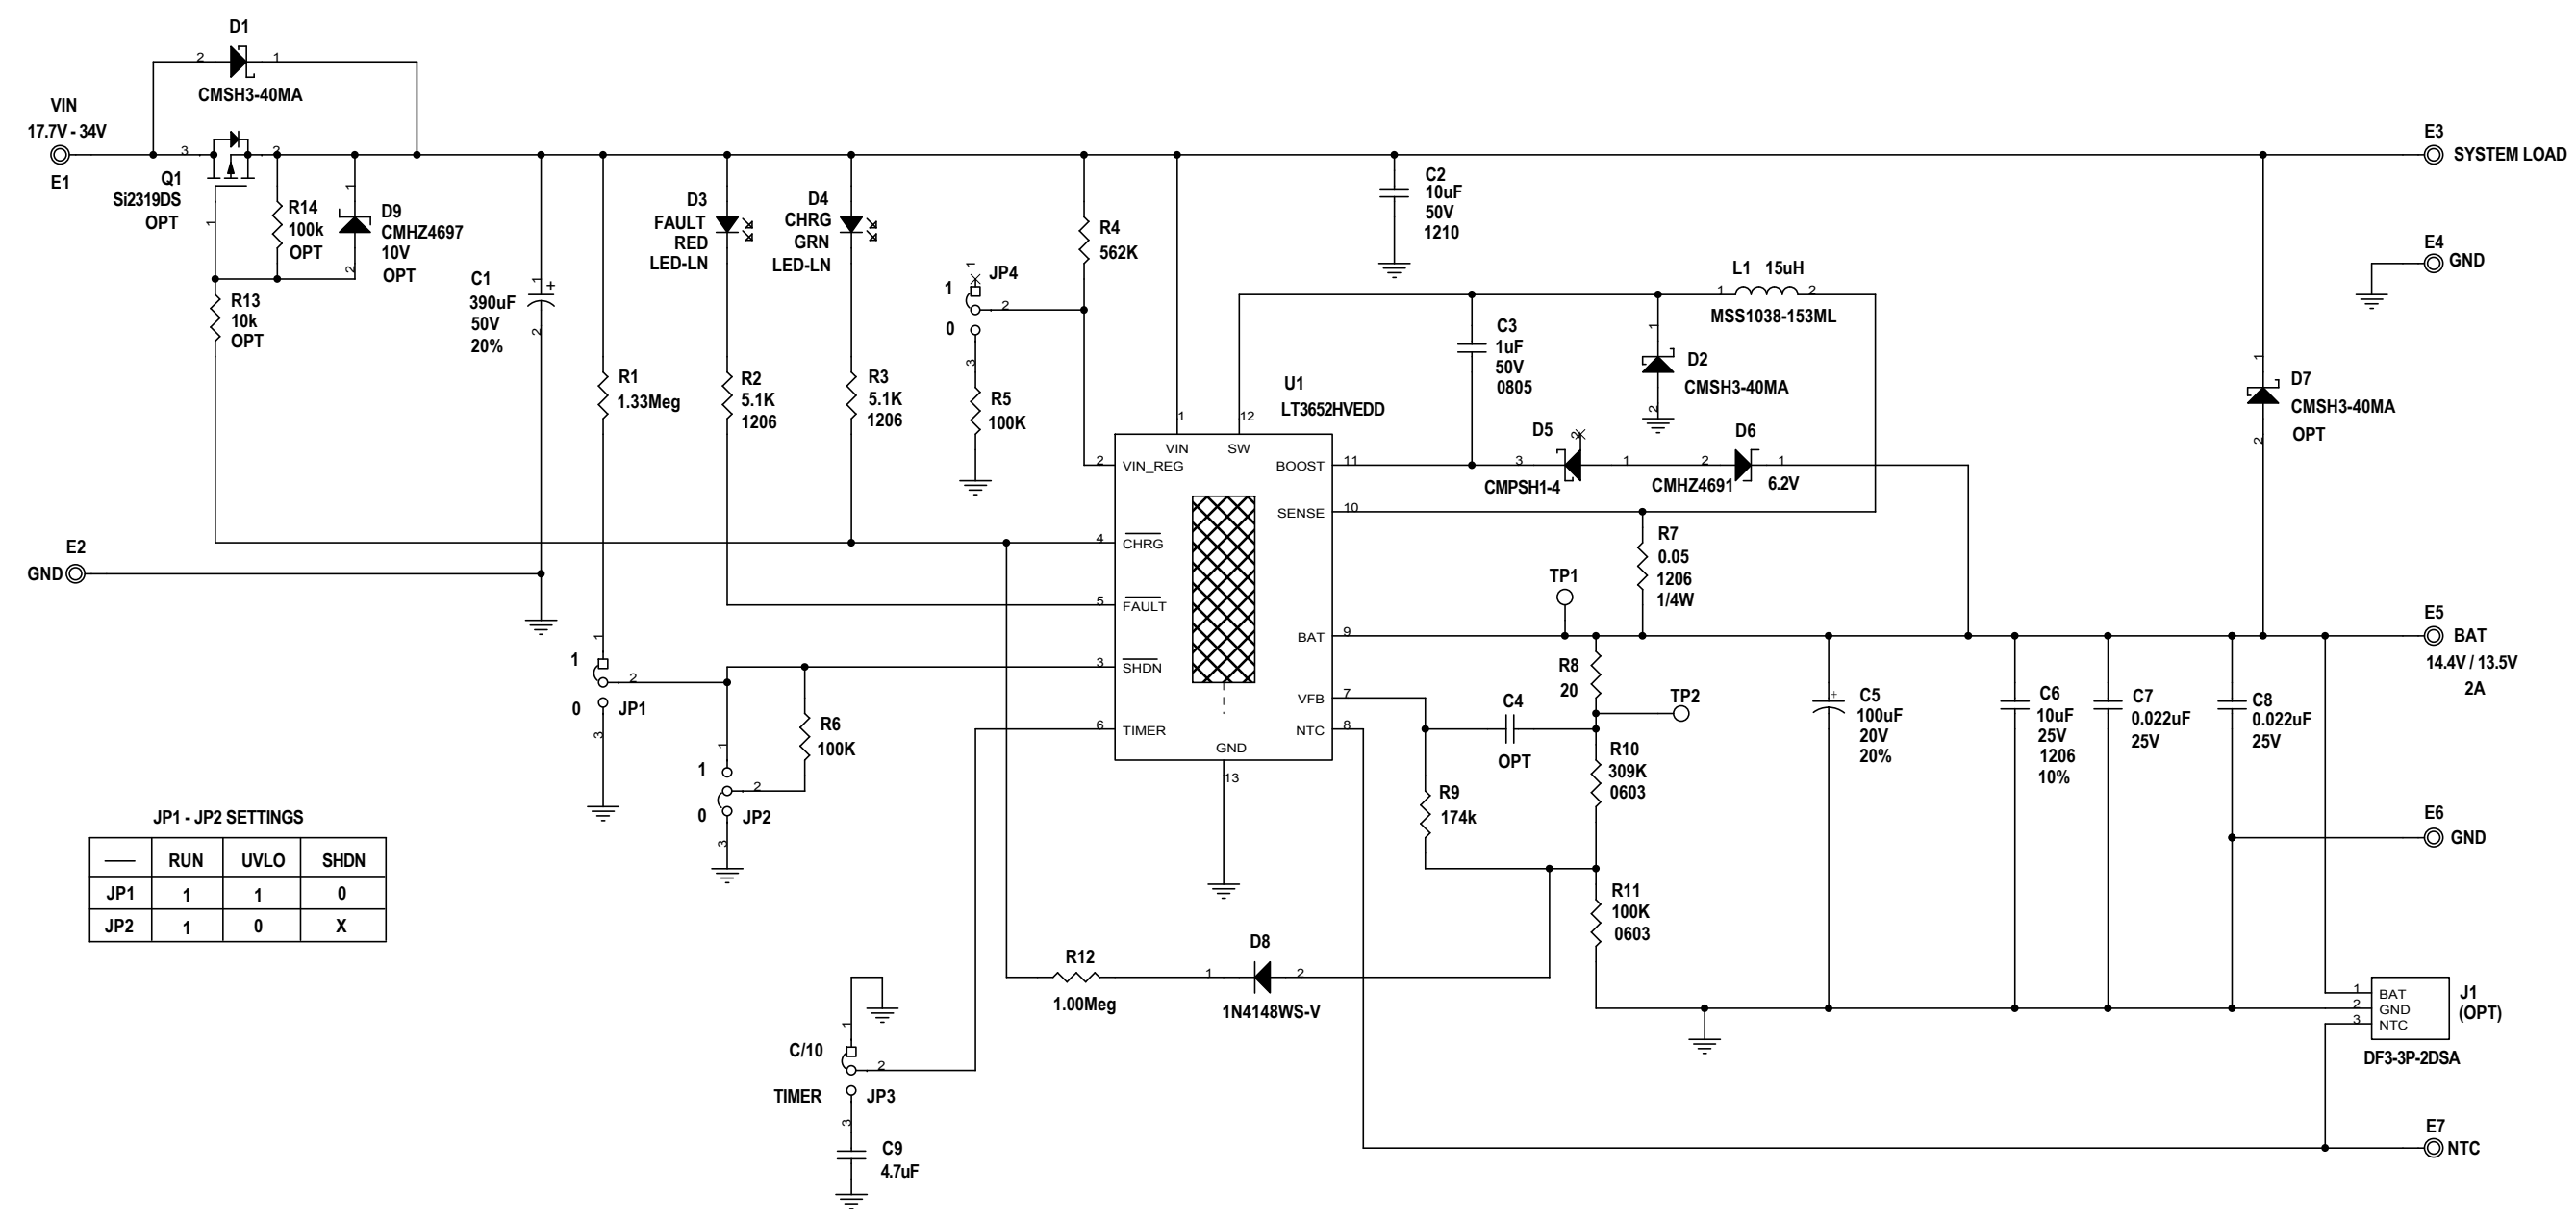 D1
2
1
CMSH3-40MA
VIN
17.7V - 34V
E1
3
2
Q1
Si2319DS
OPT
1
R14
100k
OPT
1
D9
CMHZ4697
10V
OPT
2
R13
10k
OPT
C1
390uF
50V
20%
1
+
2
D3
FAULT
RED
LED-LN
D4
CHRG
GRN
LED-LN
R4
562K
1
JP4
1
2
0
3
R5
100K
R1
1.33Meg
R2
5.1K
1206
R3
5.1K
1206
C2
10uF
50V
1210
E3
SYSTEM LOAD
E4
GND
L1 15uH
1
2
MSS1038-153ML
C3
1uF
50V
0805
1
D2
CMSH3-40MA
2
1
D7
CMSH3-40MA
OPT
2
U1
LT3652HVEDD
1
12
VIN
SW
2
VIN_REG
BOOST
11
SENSE
10
4
CHRG
5
FAULT
BAT
9
3
SHDN
VFB
7
6
TIMER
NTC
8
GND
13
D5
2
3
1
CMPSH1-4
D6
2
1
CMHZ4691
6.2V
R7
0.05
1206
1/4W
TP1
R8
20
TP2
E2
GND
1
1
2
0
JP1
3
R6
100K
1
1
2
0
JP2
3
C4
OPT
R10
309K
0603
R9
174k
R11
100K
0603
+
C5
100uF
20V
20%
C6
10uF
25V
1206
10%
C7
0.022uF
25V
C8
0.022uF
25V
E5
BAT
14.4V / 13.5V
2A
E6
GND
JP1 - JP2 SETTINGS
RUN UVLO SHDN
JP1 1 1 0
JP2 1 0 X
R12
1.00Meg
1
D8
2
1N4148WS-V
1
C/10
2
TIMER
JP3
3
C9
4.7uF
1
BAT
2
GND
3
NTC
J1
(OPT)
DF3-3P-2DSA
E7
NTC